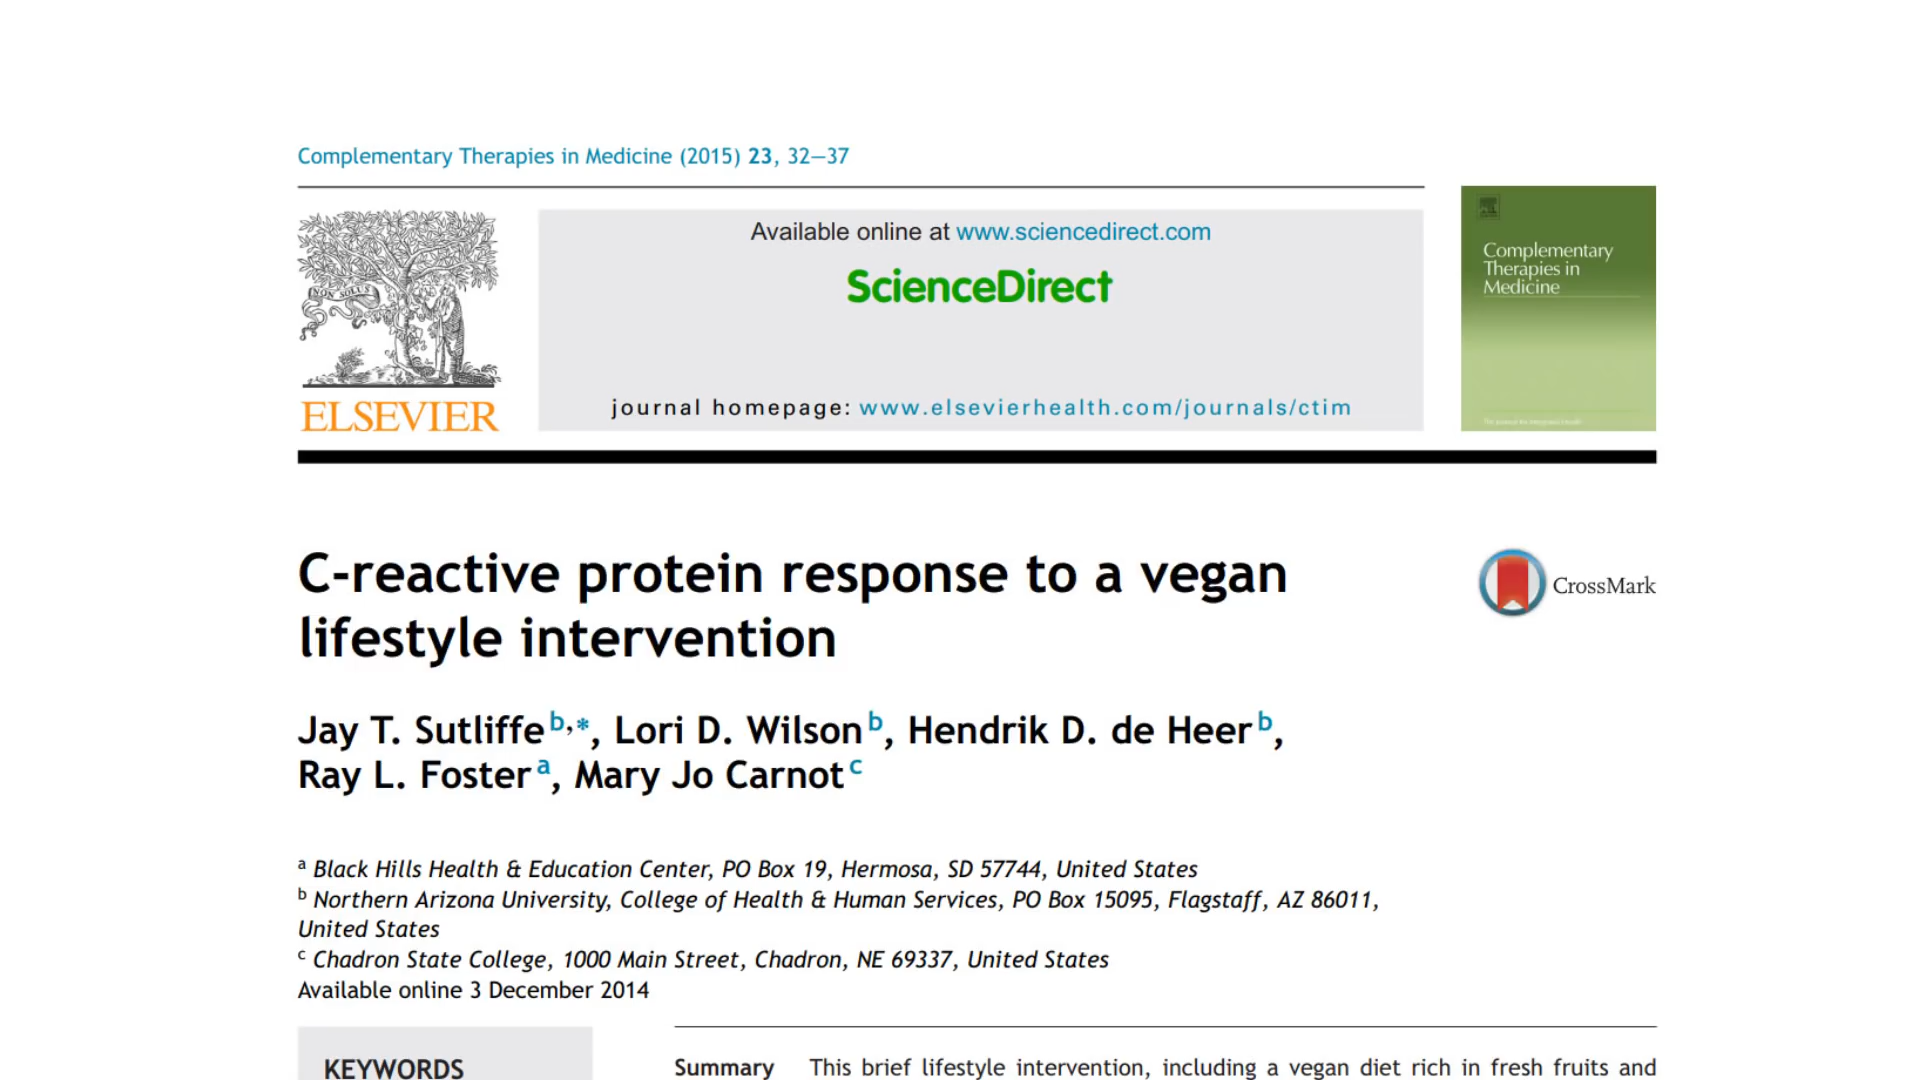 Complementary Therapies in Medicine (2015) 23, 32—37
Available online at www.sciencedirect.com
ScienceDirect
journal homepage: www.elsevierhealth.com/journals/ctim
NON SOLUS
ELSEVIER
Complementary
Therapies in
Medicine
C-reactive protein response to a vegan
lifestyle intervention
CrossMark
Jay T. Sutliffe b,*, Lori D. Wilson b, Hendrik D. de Heer b,
Ray L. Foster a, Mary Jo Carnot c
a Black Hills Health & Education Center, PO Box 19, Hermosa, SD 57744, United States
b Northern Arizona University, College of Health & Human Services, PO Box 15095, Flagstaff, AZ 86011,
United States
c Chadron State College, 1000 Main Street, Chadron, NE 69337, United States
Available online 3 December 2014
KEYWORDS
Summary This brief lifestyle intervention, including a vegan diet rich in fresh fruits and